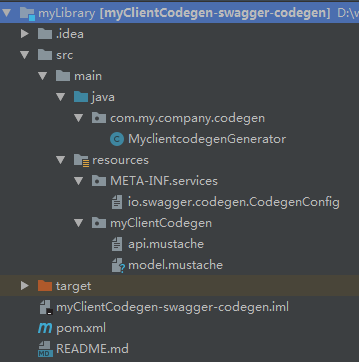 myLibrary [myClientCodegen-swagger-codegen] D:\
.idea
src
main
java
com.my.company.codegen
MyclientcodegenGenerator
resources
META-INF.services
io.swagger.codegen.CodegenConfig
myClientCodegen
api.mustache
model.mustache
target
myClientCodegen-swagger-codegen.iml
pom.xml
README.md